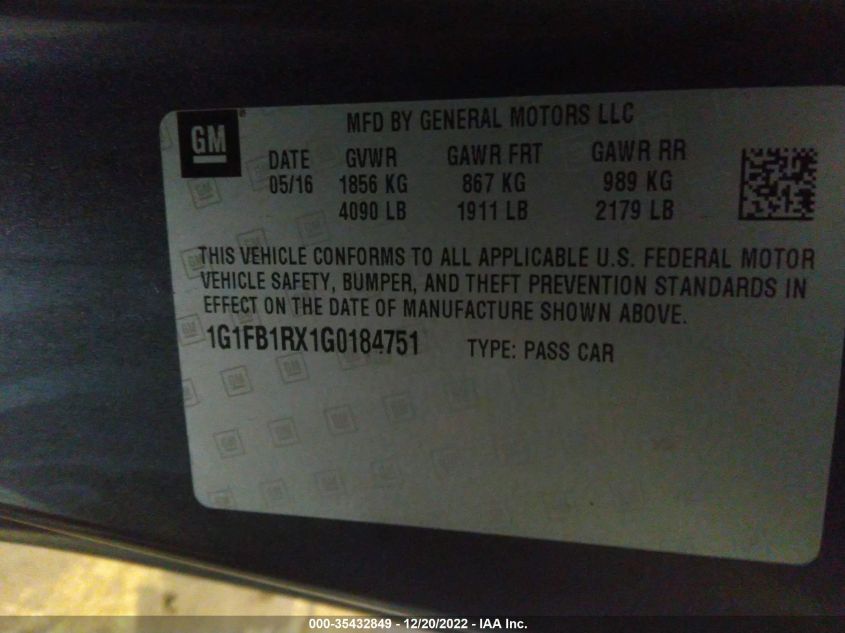 GM
MFD BY GENERAL MOTORS LLC
DATE GVWR GAWR FRT GAWR RR
05/16 1856 KG 867 KG 989 KG
4090 LB 1911 LB 2179 LB
THIS VEHICLE CONFORMS TO ALL APPLICABLE U.S. FEDERAL MOTOR
VEHICLE SAFETY, BUMPER, AND THEFT PREVENTION STANDARDS IN
EFFECT ON THE DATE OF MANUFACTURE SHOWN ABOVE.
1G1FB1RX1G0184751 TYPE: PASS CAR
000-35432849 - 12/20/2022 - IAA Inc.